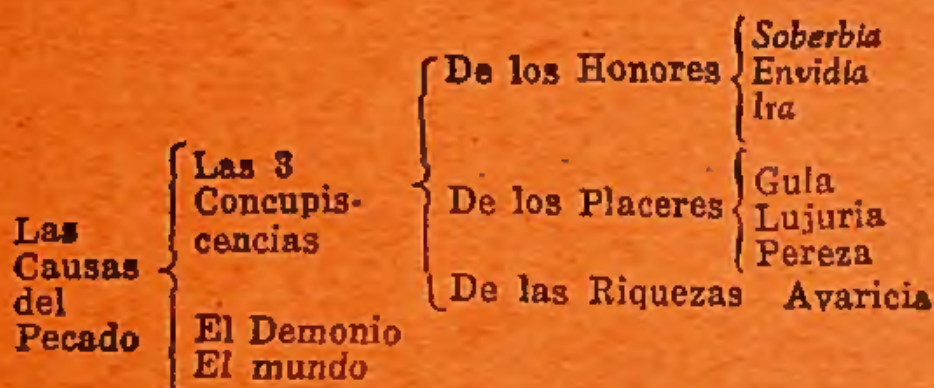 Las
Causas
del
Pecado
Las 3
Concupis-
cencias
El Demonio
El mundo
De los Honores
Soberbia
Envidia
Ira
De los Placeres
Gula
Lujuria
Pereza
De las Riquezas Avaricia